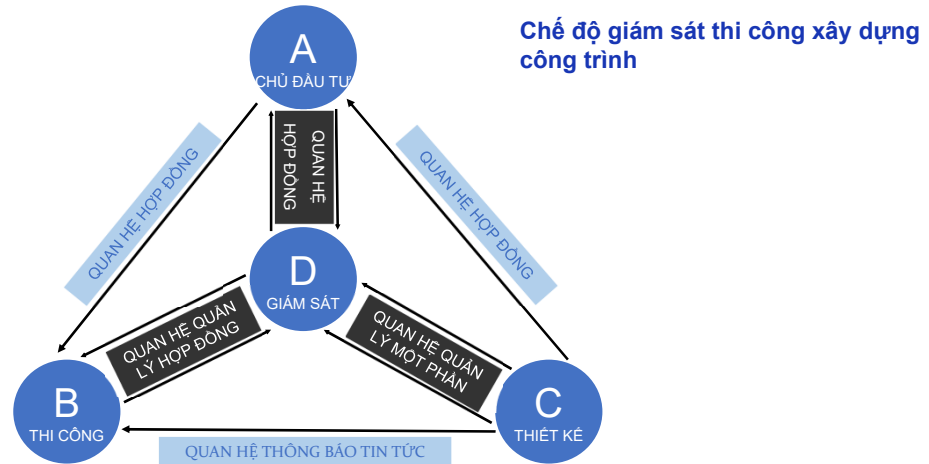 Chế độ giám sát thi công xây dựng
công trình
A
CHỦ ĐẦU TƯ
QUAN HỆ
HỢP ĐỒNG
QUAN HỆ HỢP ĐỒNG
QUAN HỆ HỢP ĐỒNG
D
GIÁM SÁT
QUAN HỆ QUẢN
LÝ HỢP ĐỒNG
QUAN HỆ QUẢN
LÝ MỘT PHẦN
B
THI CÔNG
C
THIẾT KẾ
QUAN HỆ THÔNG BÁO TIN TỨC